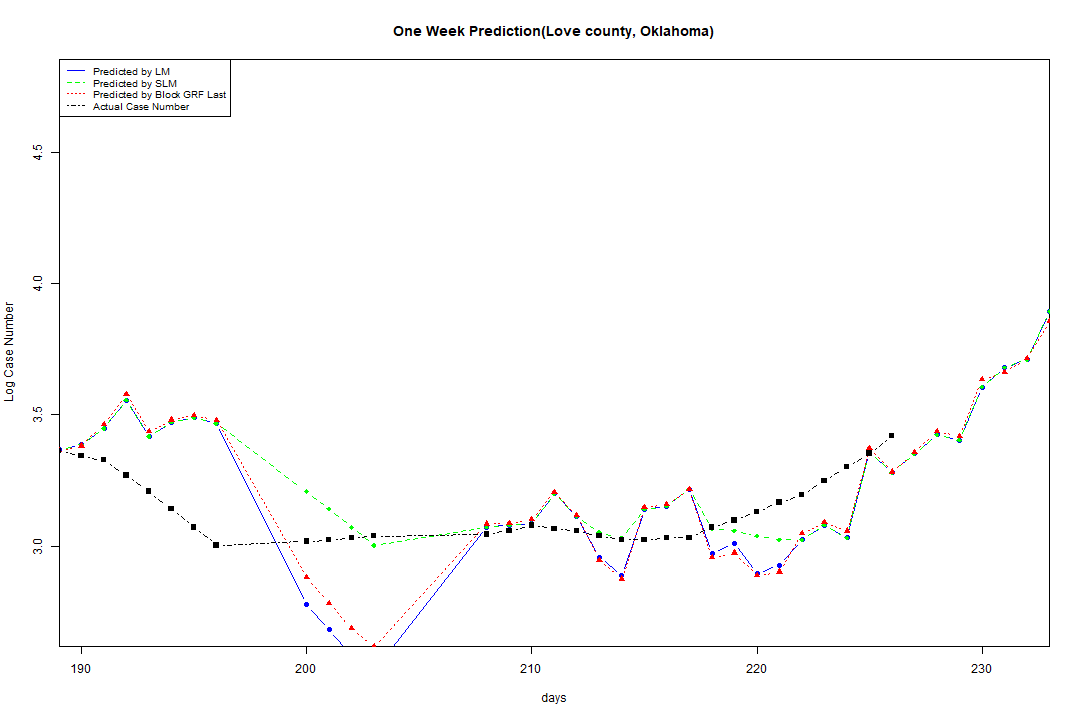 One Week Prediction(Love county, Oklahoma)
Predicted by LM
Predicted by SLM
Predicted by Block GRF Last
Actual Case Number
4.5
4.0
3.5
3.0
Log Case Number
190 200 210 220 230
days